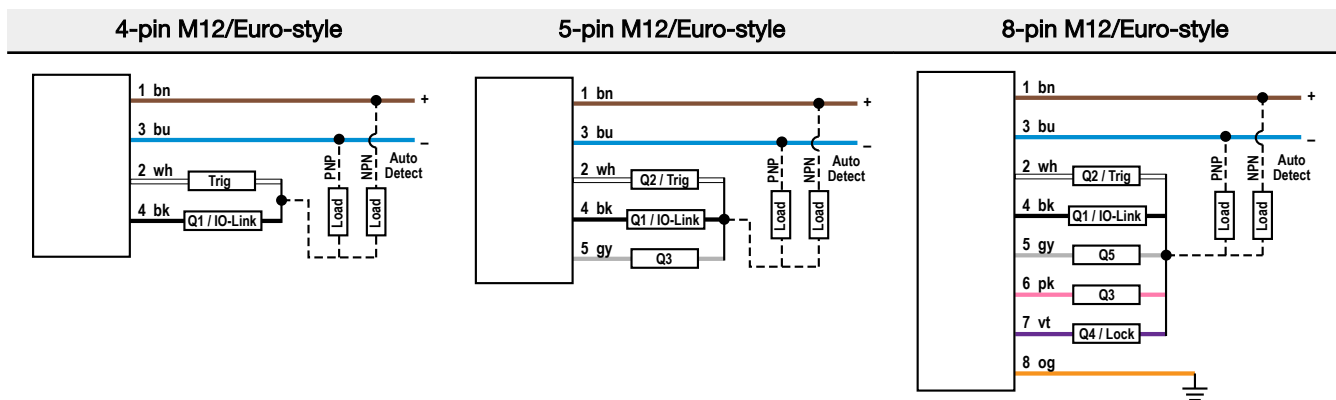 4-pin M12/Euro-style
5-pin M12/Euro-style
8-pin M12/Euro-style
1 bn
+
3 bu
–
2 wh
Trig
4 bk
Q1 / IO-Link
PNP
NPN
Load
Load
Auto
Detect
1 bn
+
3 bu
–
2 wh
Q2 / Trig
4 bk
Q1 / IO-Link
5 gy
Q3
PNP
NPN
Load
Load
Auto
Detect
1 bn
+
3 bu
–
2 wh
Q2 / Trig
4 bk
Q1 / IO-Link
5 gy
Q5
6 pk
Q3
7 vt
Q4 / Lock
8 og
PNP
NPN
Load
Load
Auto
Detect